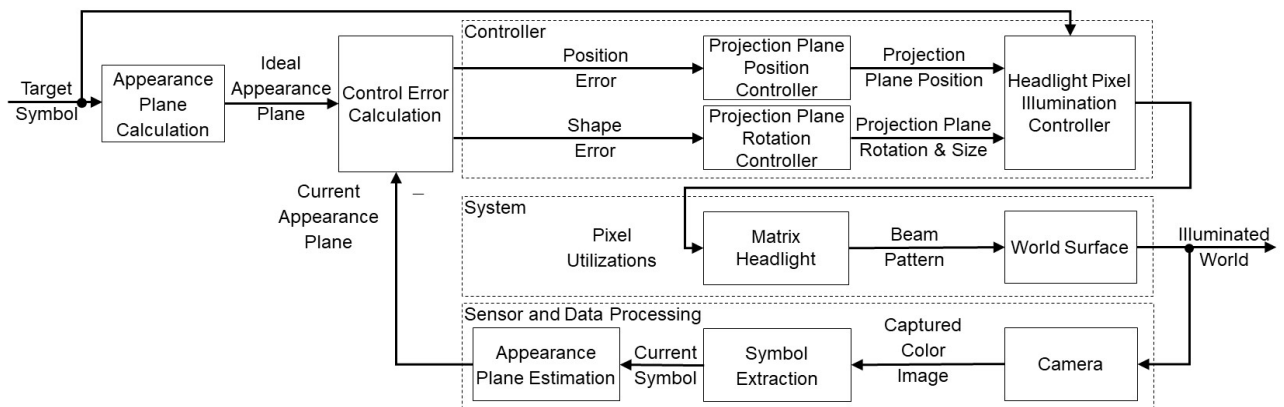 Controller
Target
Symbol
Appearance
Plane
Calculation
Ideal
Appearance
Plane
Control Error
Calculation
Position
Error
Projection Plane
Position
Controller
Projection
Plane Position
Shape
Error
Projection Plane
Rotation
Controller
Projection Plane
Rotation & Size
Headlight Pixel
Illumination
Controller
Current
Appearance
Plane
–
System
Pixel
Utilizations
Matrix
Headlight
Beam
Pattern
World Surface
Illuminated
World
Sensor and Data Processing
Appearance
Plane Estimation
Current
Symbol
Symbol
Extraction
Captured
Color
Image
Camera